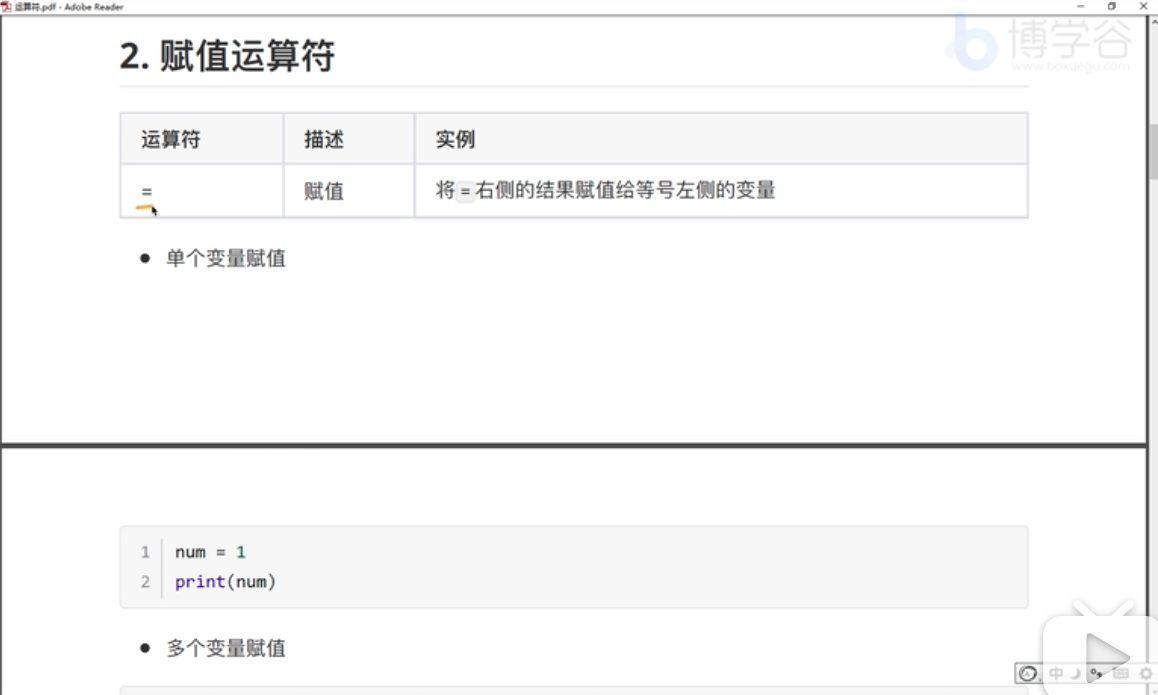 运算符.pdf - Adobe Reader
博学谷
www.boxuegu.com
2. 赋值运算符
运算符 描述 实例
= 赋值 将 = 右侧的结果赋值给等号左侧的变量
● 单个变量赋值
1 num = 1
2 print(num)
● 多个变量赋值
中